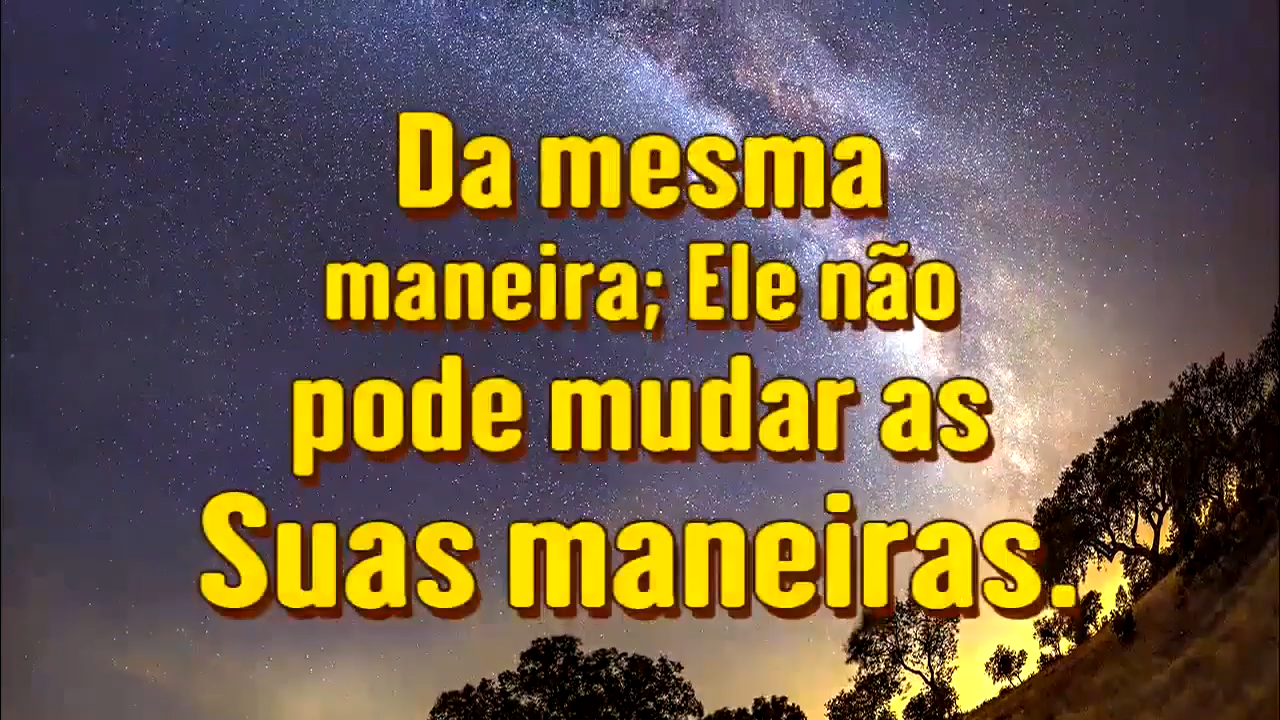 Da mesma
maneira; Ele não
pode mudar as
Suas maneiras.